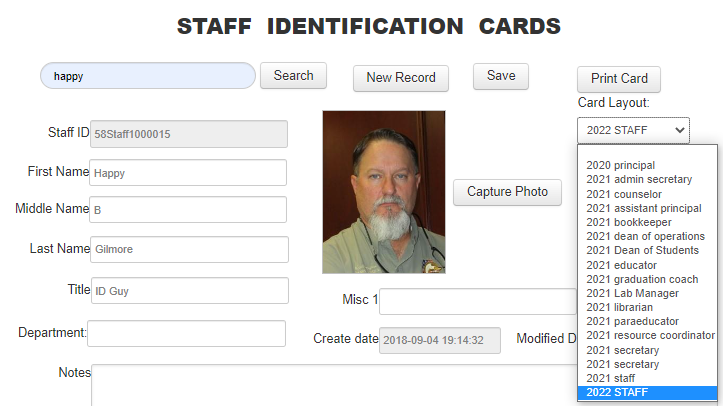 STAFF IDENTIFICATION CARDS
happy
Search
New Record
Save
Print Card
Card Layout:
2022 STAFF
Staff ID 58Staff1000015
First Name Happy
Middle Name B
Last Name Gilmore
Title ID Guy
Department:
Notes
Capture Photo
Misc 1
Create date 2018-09-04 19:14:32 Modified D
2020 principal
2021 admin secretary
2021 counselor
2021 assistant principal
2021 bookkeeper
2021 dean of operations
2021 Dean of Students
2021 educator
2021 graduation coach
2021 Lab Manager
2021 librarian
2021 paraeducator
2021 resource coordinator
2021 secretary
2021 secretary
2021 staff
2022 STAFF